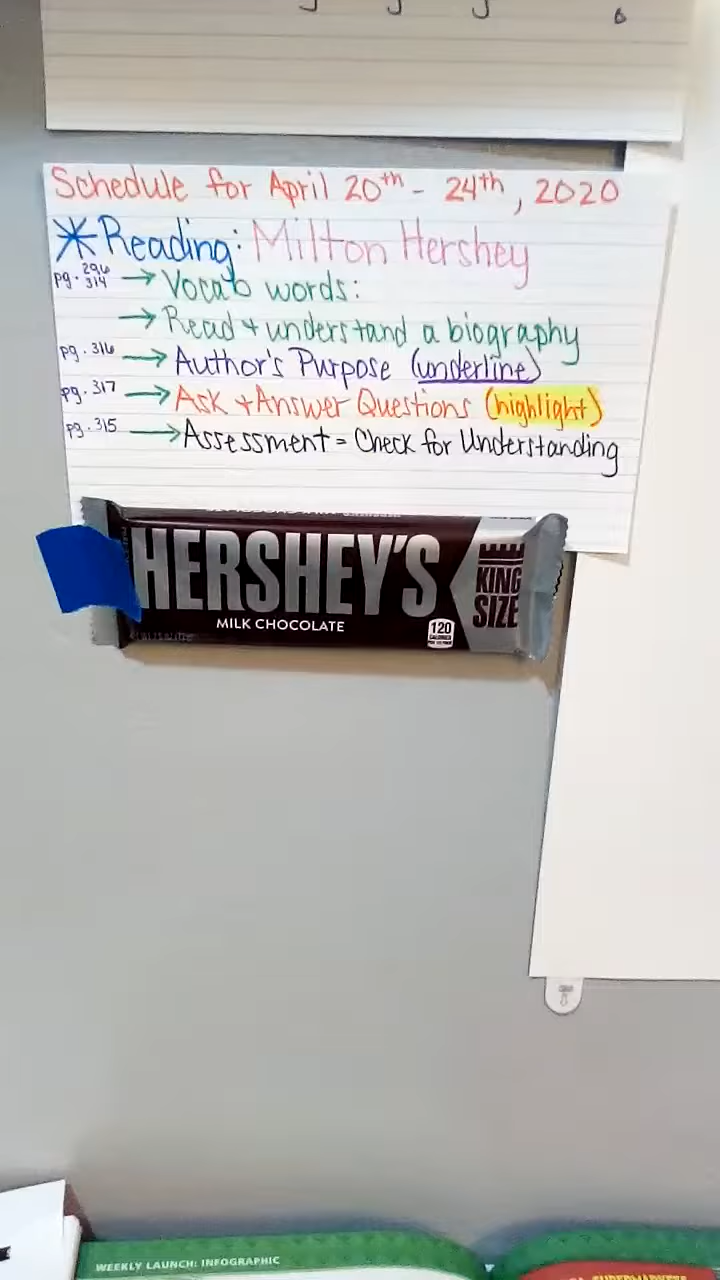 Schedule for April 20th - 24th, 2020
* Reading: Milton Hershey
pg. 296 314 → Vocab words:
→ Read + understand a biography
pg. 316 → Author's Purpose (underline)
pg. 317 → Ask + Answer Questions (highlight)
pg. 315 → Assessment = Check for Understanding
HERSHEY'S
KING SIZE
MILK CHOCOLATE
120 CALORIES
WEEKLY LAUNCH: INFOGRAPHIC
SUPERMARKETS